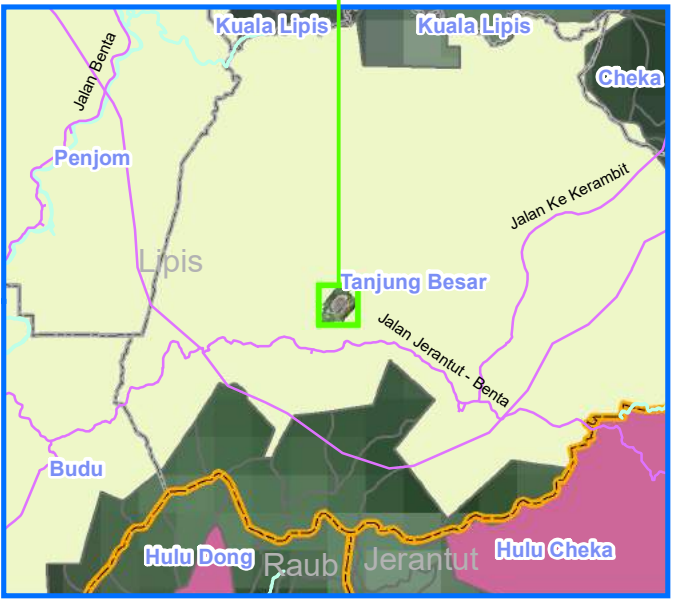 Kuala Lipis
Kuala Lipis
Jalan Benta
Cheka
Penjom
Jalan Ke Kerambit
Lipis
Tanjung Besar
Jalan Jerantut - Benta
Budu
Hulu Dong
Raub
Jerantut
Hulu Cheka